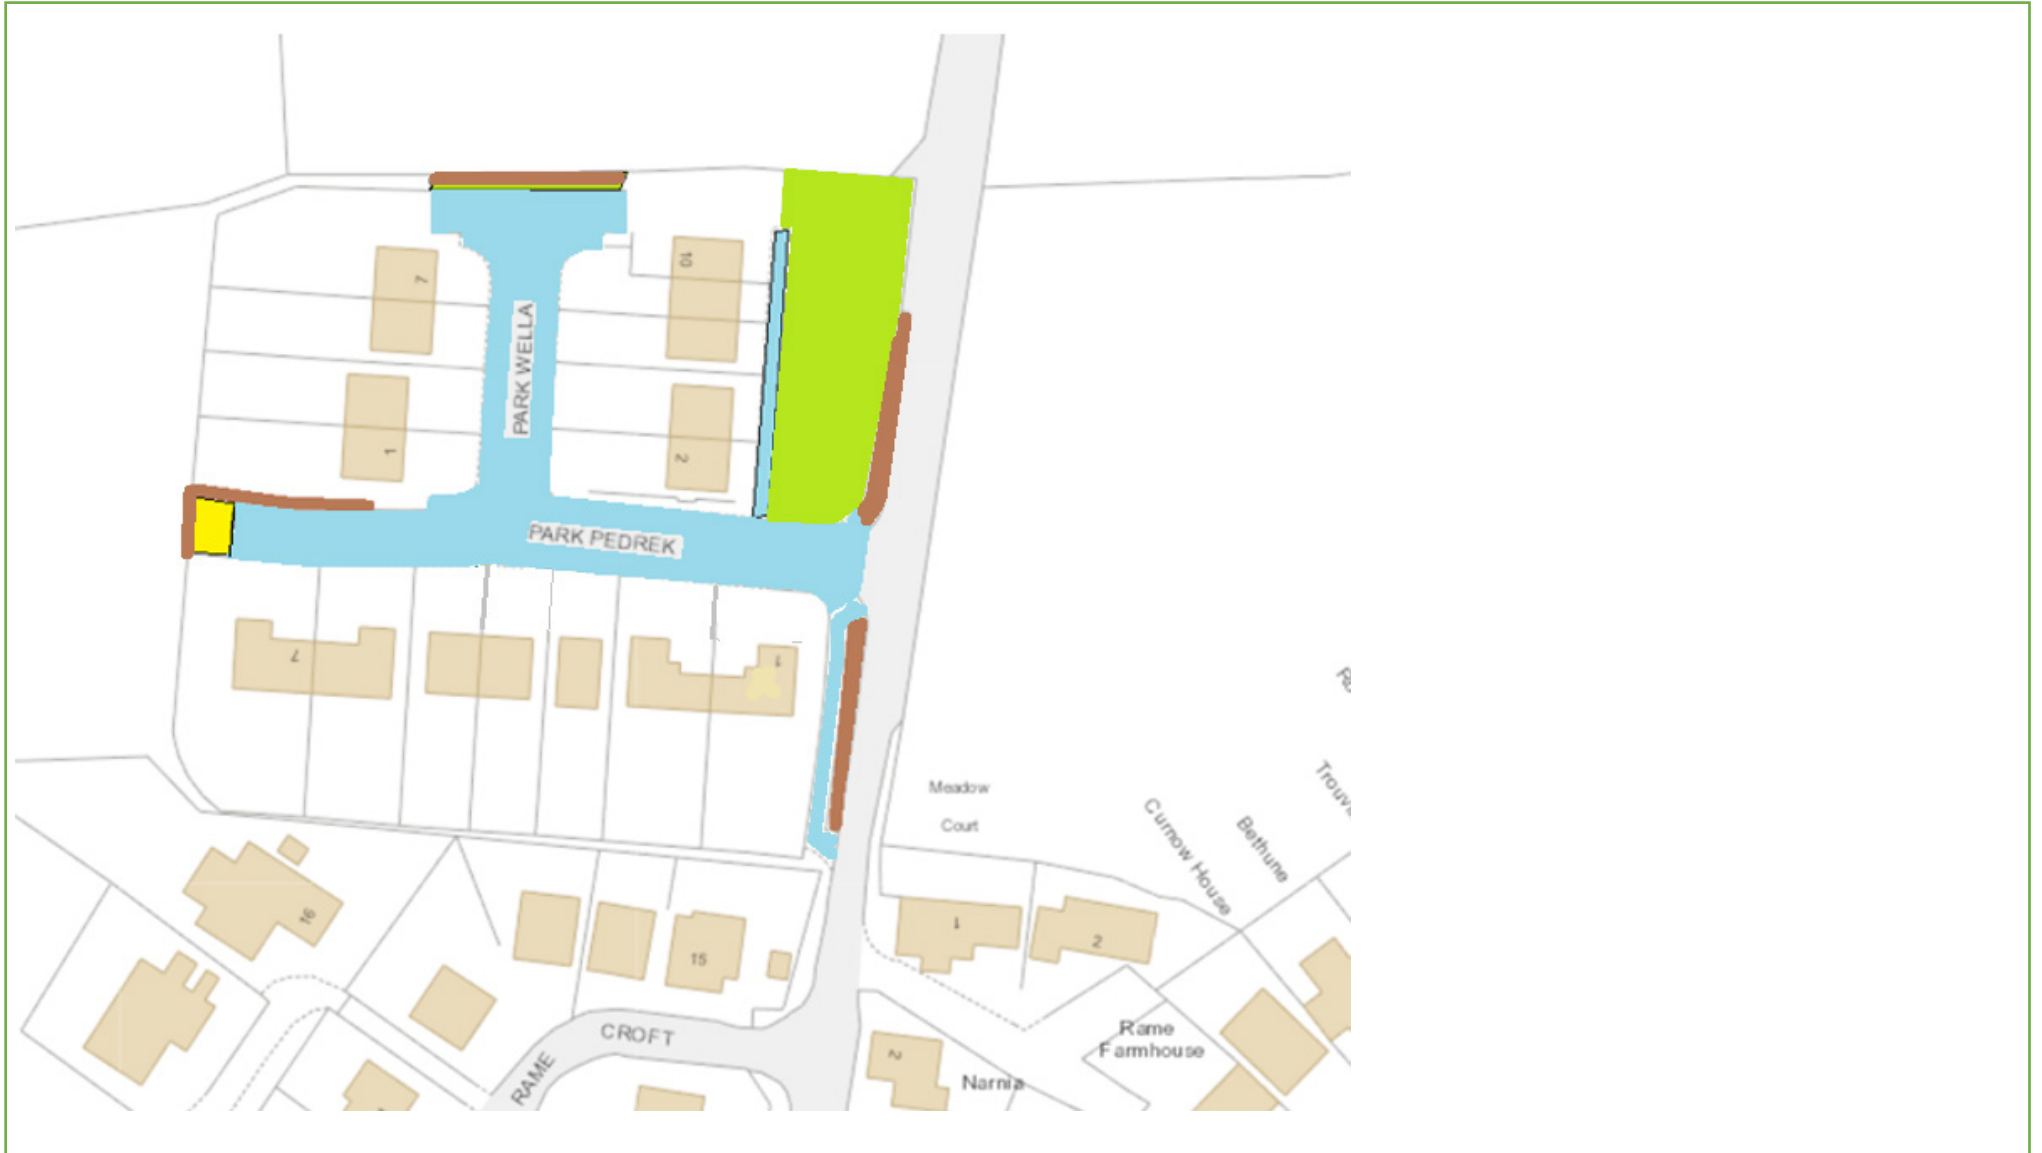 10
7
PARK WELLA
1
2
PARK PEDREK
7
1
Meadow
Court
Curnow House
Bethune
16
15
1
2
CROFT
RAME
Rame
Farmhouse
2
Narnia